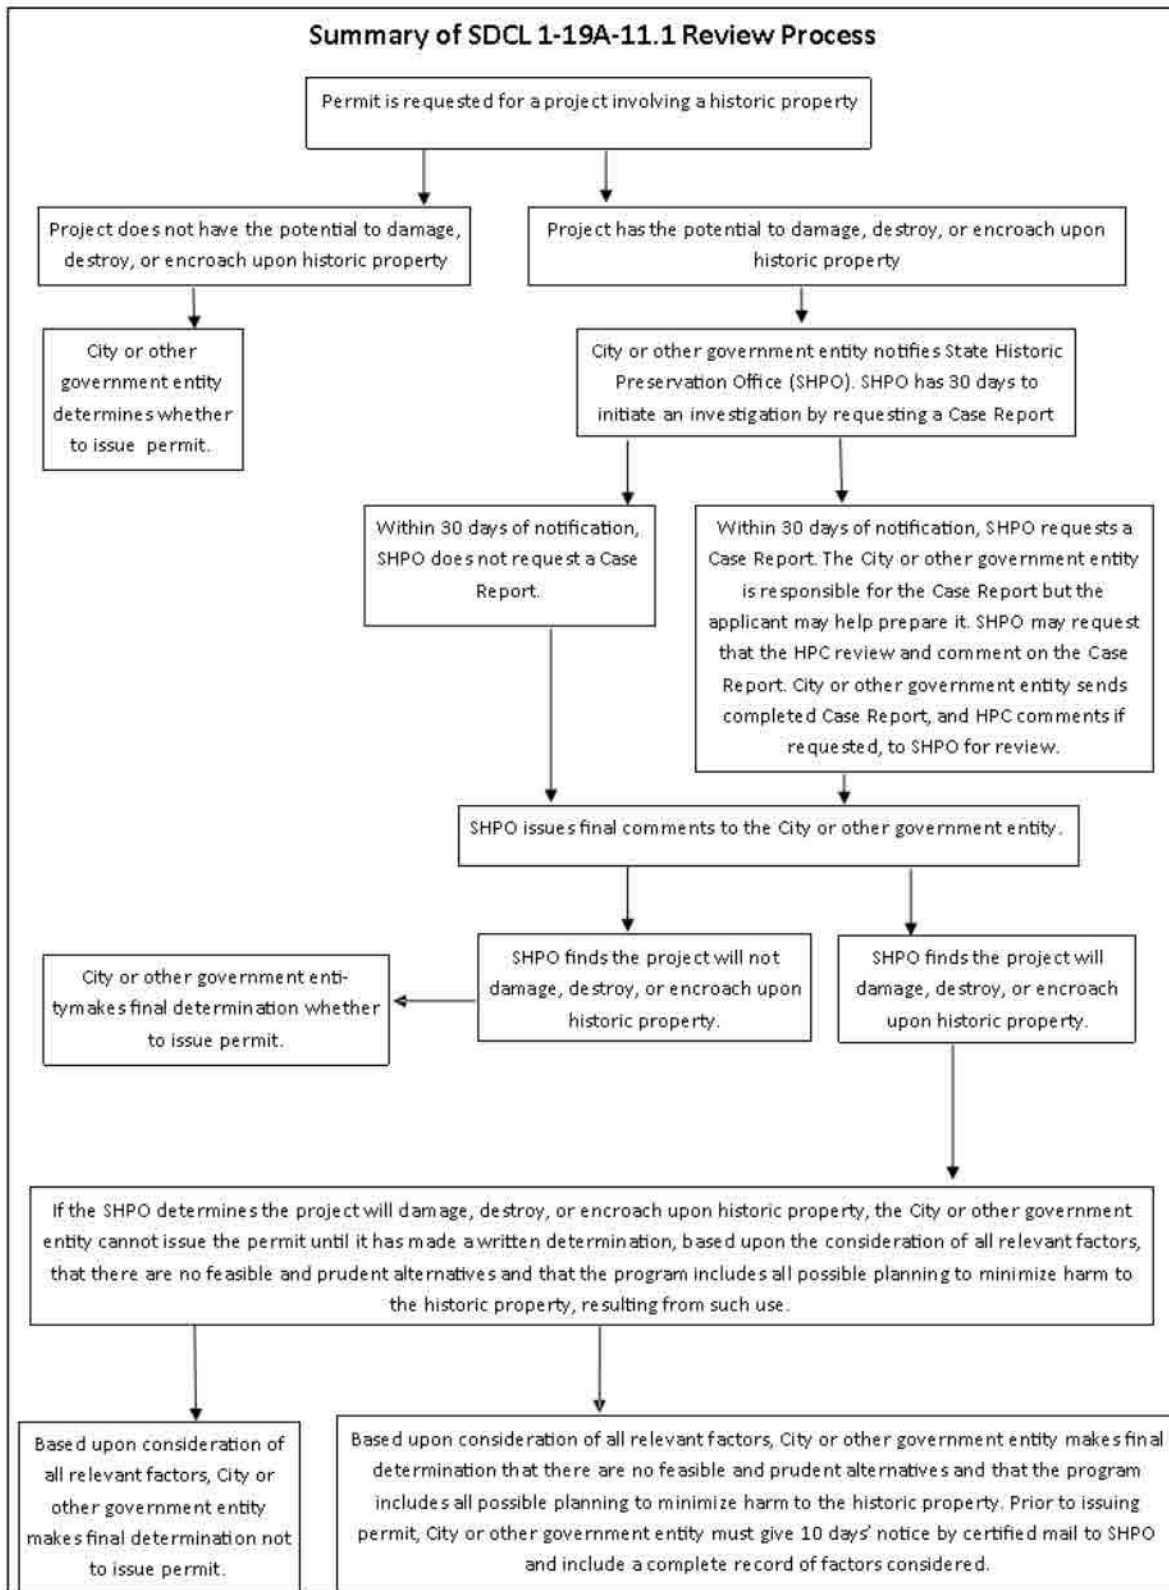 Summary of SDCL 1-19A-11.1 Review Process
Permit is requested for a project involving a historic property
Project does not have the potential to damage,
destroy, or encroach upon historic property
Project has the potential to damage, destroy, or encroach upon
historic property
City or other
government entity
determines whether
to issue permit.
City or other government entity notifies State Historic
Preservation Office (SHPO). SHPO has 30 days to
initiate an investigation by requesting a Case Report
Within 30 days of notification,
SHPO does not request a Case
Report.
Within 30 days of notification, SHPO requests a
Case Report. The City or other government entity
is responsible for the Case Report but the
applicant may help prepare it. SHPO may request
that the HPC review and comment on the Case
Report. City or other government entity sends
completed Case Report, and HPC comments if
requested, to SHPO for review.
SHPO issues final comments to the City or other government entity.
City or other government enti-
tymakes final determination whether
to issue permit.
SHPO finds the project will not
damage, destroy, or encroach upon
historic property.
SHPO finds the project will
damage, destroy, or encroach
upon historic property.
If the SHPO determines the project will damage, destroy, or encroach upon historic property, the City or other government
entity cannot issue the permit until it has made a written determination, based upon the consideration of all relevant factors,
that there are no feasible and prudent alternatives and that the program includes all possible planning to minimize harm to
the historic property, resulting from such use.
Based upon consideration of
all relevant factors, City or
other government entity
makes final determination not
to issue permit.
Based upon consideration of all relevant factors, City or other government entity makes final
determination that there are no feasible and prudent alternatives and that the program
includes all possible planning to minimize harm to the historic property. Prior to issuing
permit, City or other government entity must give 10 days' notice by certified mail to SHPO
and include a complete record of factors considered.